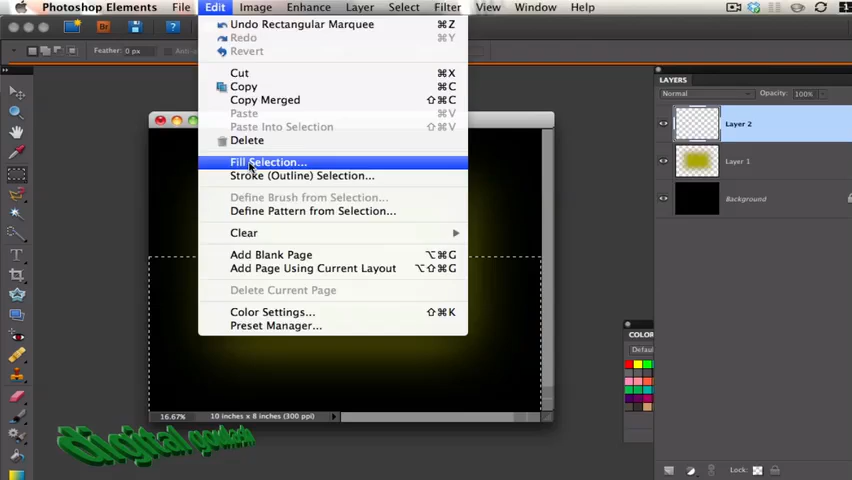 Photoshop Elements File Edit Image Enhance Layer Select Filter View Window
Feather: 0 px
Undo Rectangular Marquee ⌘Z
Redo ⌘Y
Revert
Cut ⌘X
Copy ⌘C
Copy Merged ⇧⌘C
Paste ⌘V
Paste Into Selection ⇧⌘V
Delete
Fill Selection...
Stroke (Outline) Selection...
Define Brush from Selection...
Define Pattern from Selection...
Clear
Add Blank Page ⌥⌘G
Add Page Using Current Layout ⌥⇧⌘G
Delete Current Page
Color Settings... ⇧⌘K
Preset Manager...
LAYERS
Normal Opacity: 100%
Layer 2
Layer 1
Background
COLOR
Defaul
16.67% 10 inches x 8 inches (300 ppi)
Lock:
digital